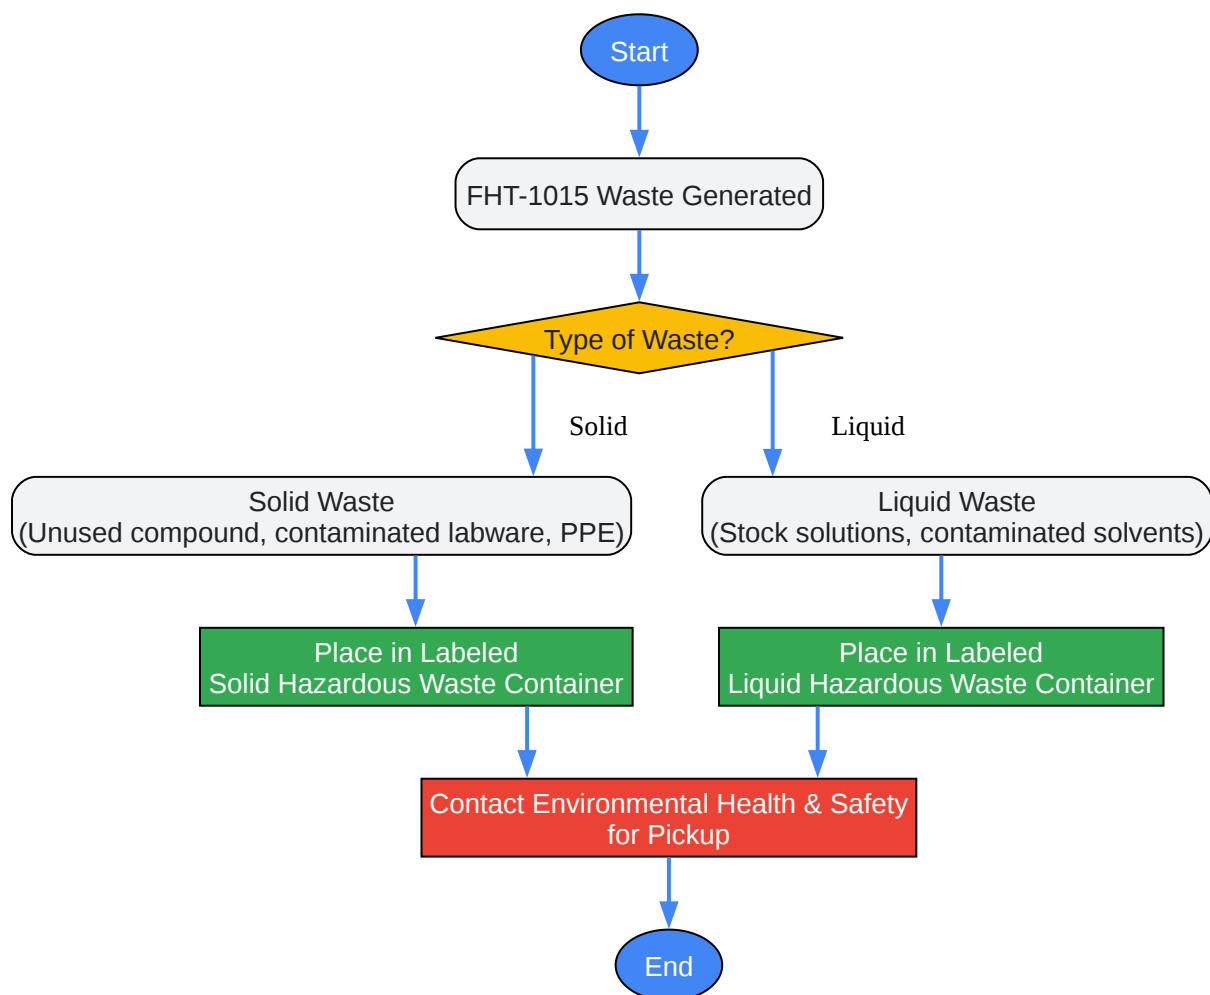 Start
FHT-1015 Waste Generated
Type of Waste?
Solid
Liquid
Solid Waste
(Unused compound, contaminated labware, PPE)
Liquid Waste
(Stock solutions, contaminated solvents)
Place in Labeled
Solid Hazardous Waste Container
Place in Labeled
Liquid Hazardous Waste Container
Contact Environmental Health & Safety
for Pickup
End